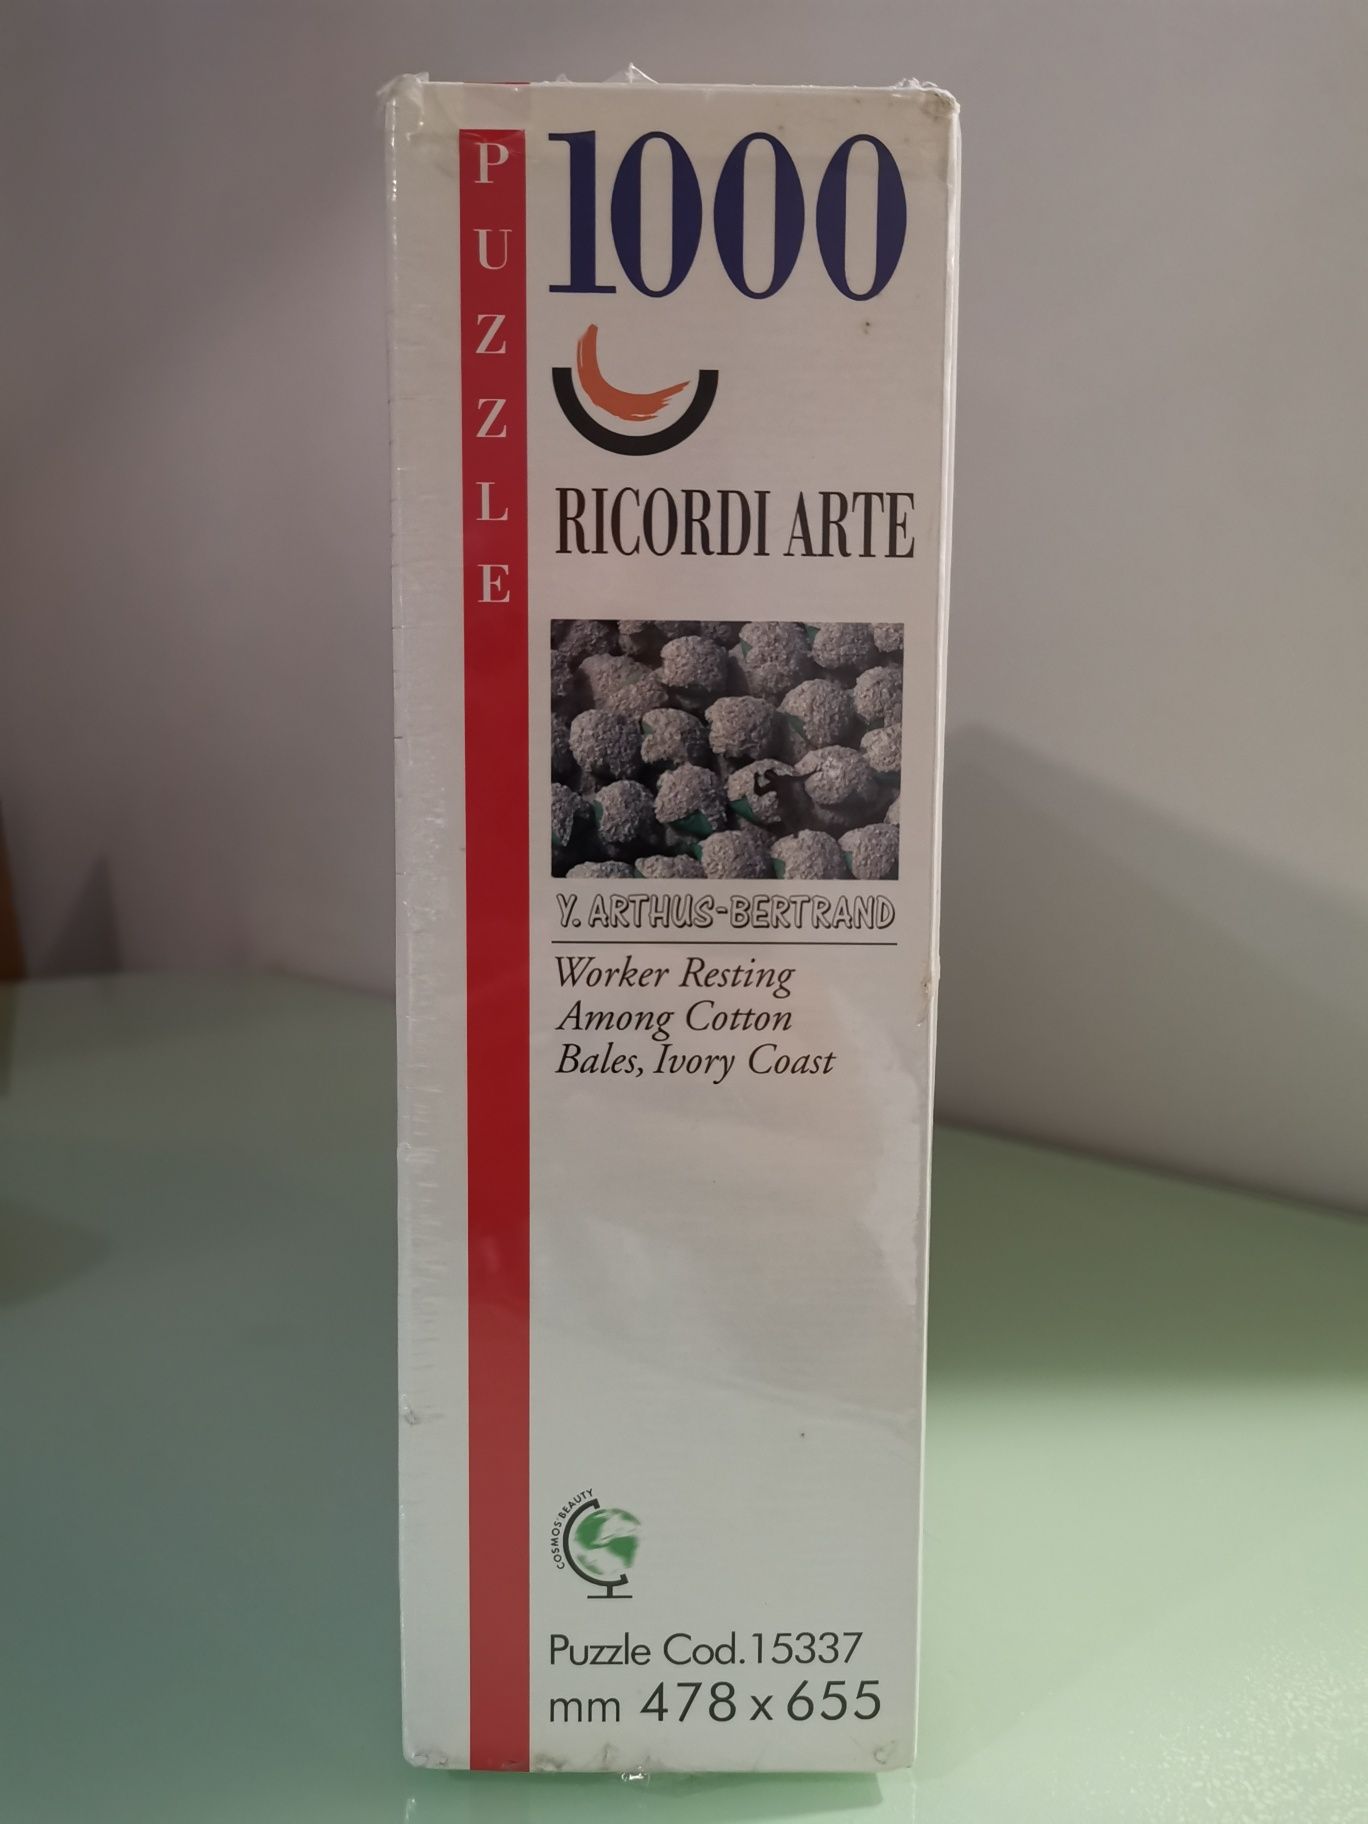 PUZZLE
1000
RICORDI ARTE
Y. ARTHUS-BERTRAND
Worker Resting
Among Cotton
Bales, Ivory Coast
COSMOS'BEAUTY
Puzzle Cod.15337
mm 478 x 655